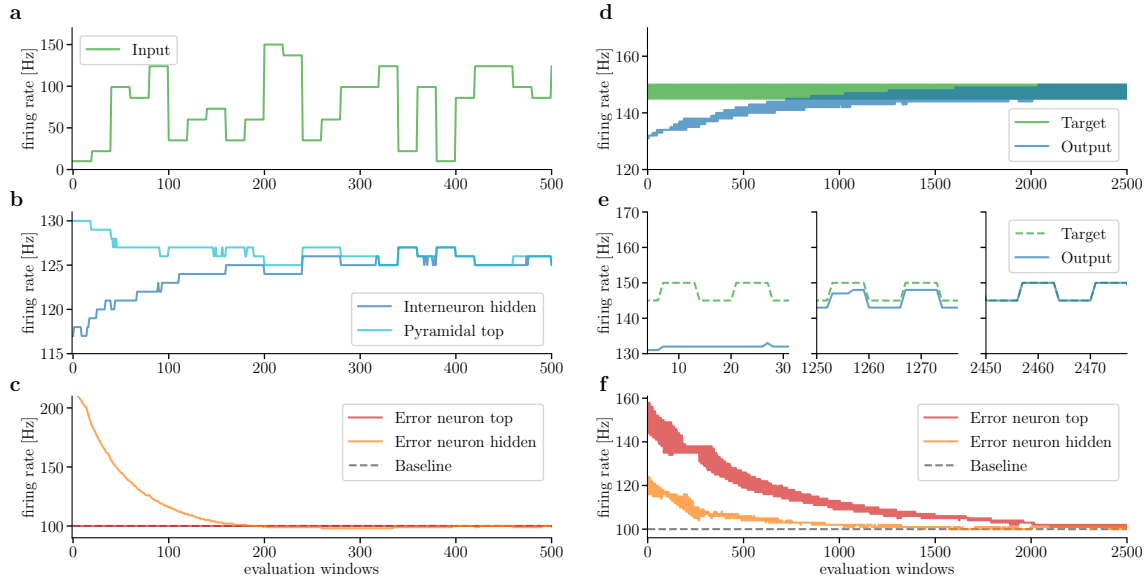 a
firing rate [Hz]
150
100
50
0
Input
0 100 200 300 400 500
b
firing rate [Hz]
130
125
120
115
Interneuron hidden
Pyramidal top
0 100 200 300 400 500
c
firing rate [Hz]
200
150
100
Error neuron top
Error neuron hidden
Baseline
0 100 200 300 400 500
evaluation windows
d
firing rate [Hz]
160
140
120
Target
Output
0 500 1000 1500 2000 2500
e
firing rate [Hz]
170
160
150
140
130
Target
Output
10 20 30 1250 1260 1270 2450 2460 2470
f
firing rate [Hz]
160
140
120
100
Error neuron top
Error neuron hidden
Baseline
0 500 1000 1500 2000 2500
evaluation windows